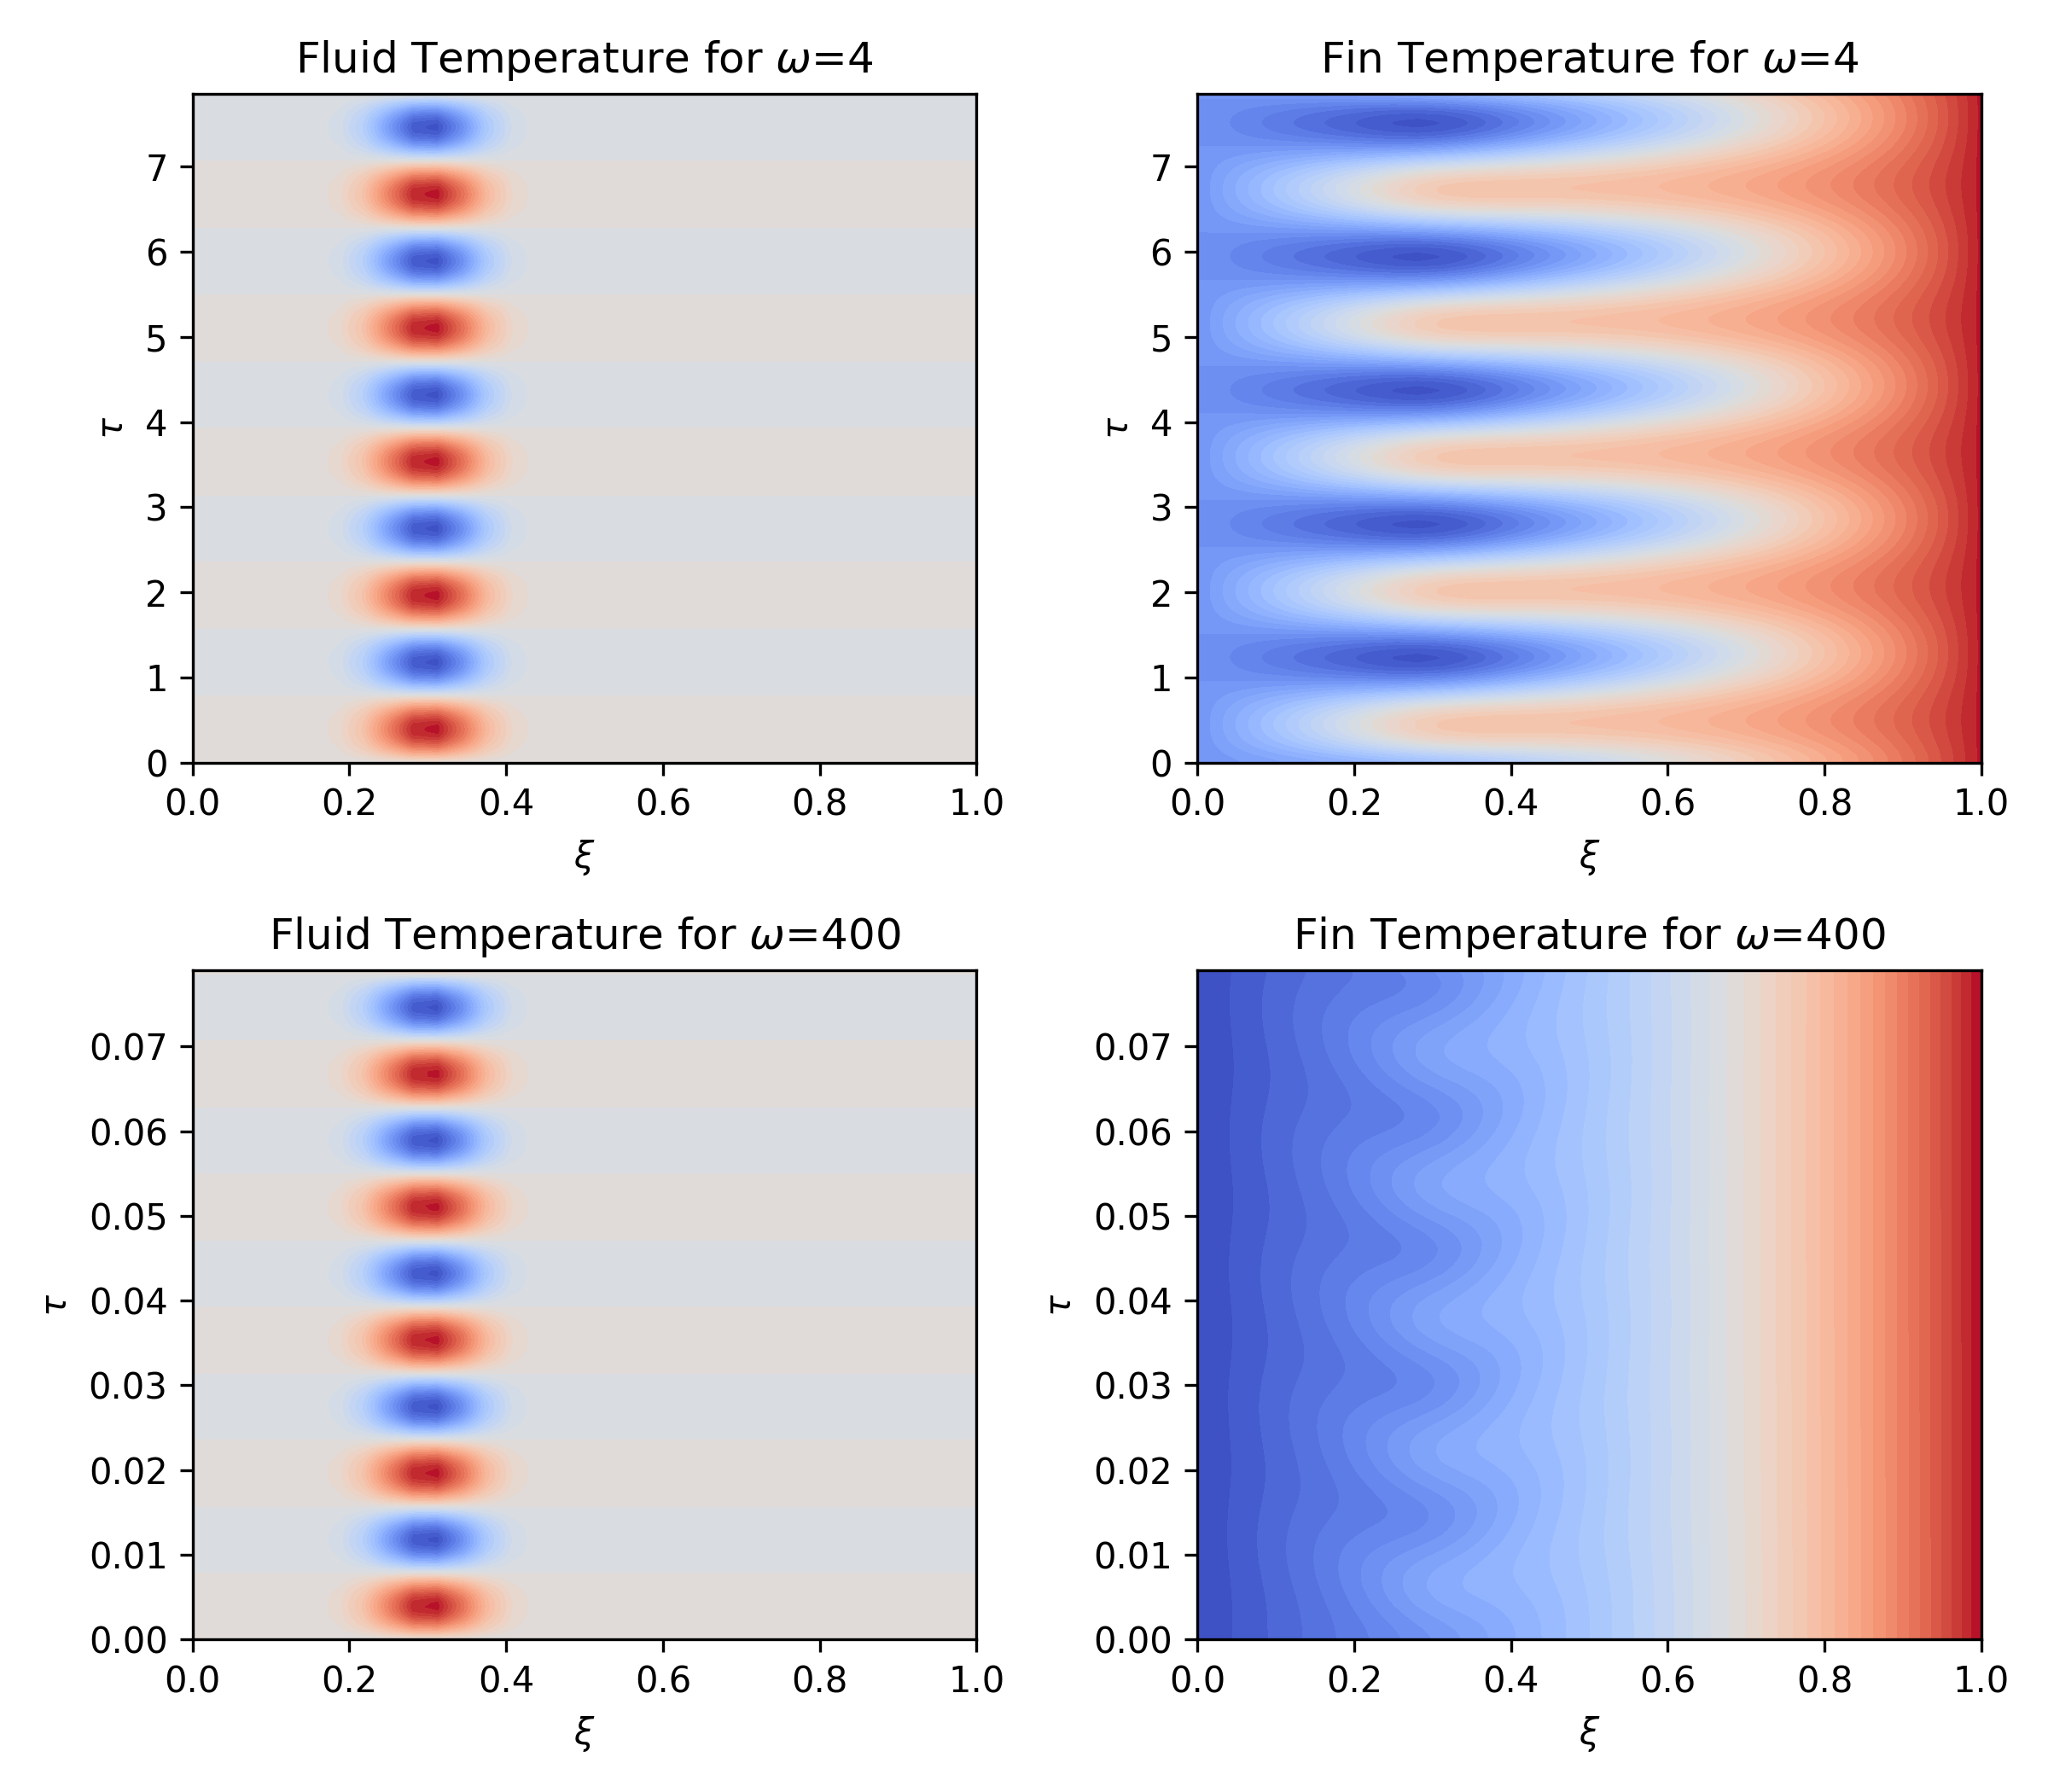 Fluid Temperature for ω=4
7
6
5
4
3
2
1
0
τ
0.0 0.2 0.4 0.6 0.8 1.0
ξ
Fin Temperature for ω=4
7
6
5
4
3
2
1
0
τ
0.0 0.2 0.4 0.6 0.8 1.0
ξ
Fluid Temperature for ω=400
0.07
0.06
0.05
0.04
0.03
0.02
0.01
0.00
τ
0.0 0.2 0.4 0.6 0.8 1.0
ξ
Fin Temperature for ω=400
0.07
0.06
0.05
0.04
0.03
0.02
0.01
0.00
τ
0.0 0.2 0.4 0.6 0.8 1.0
ξ